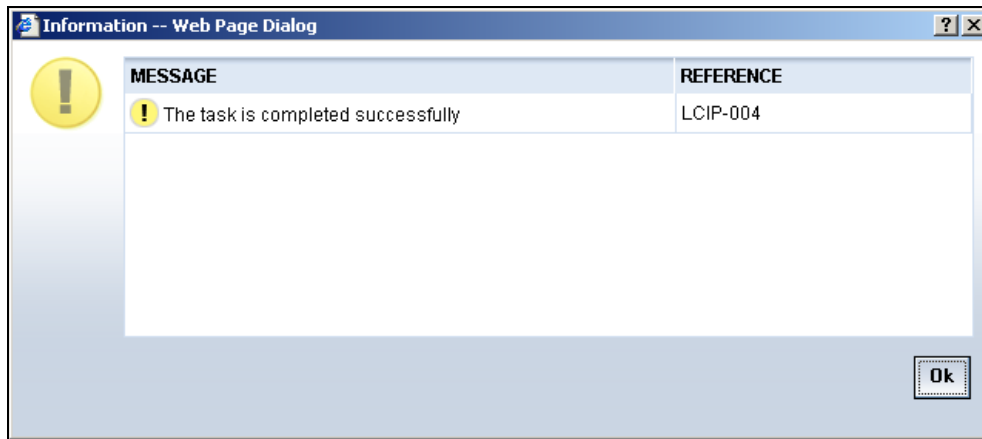 Information -- Web Page Dialog
MESSAGE REFERENCE
The task is completed successfully LCIP-004
Ok